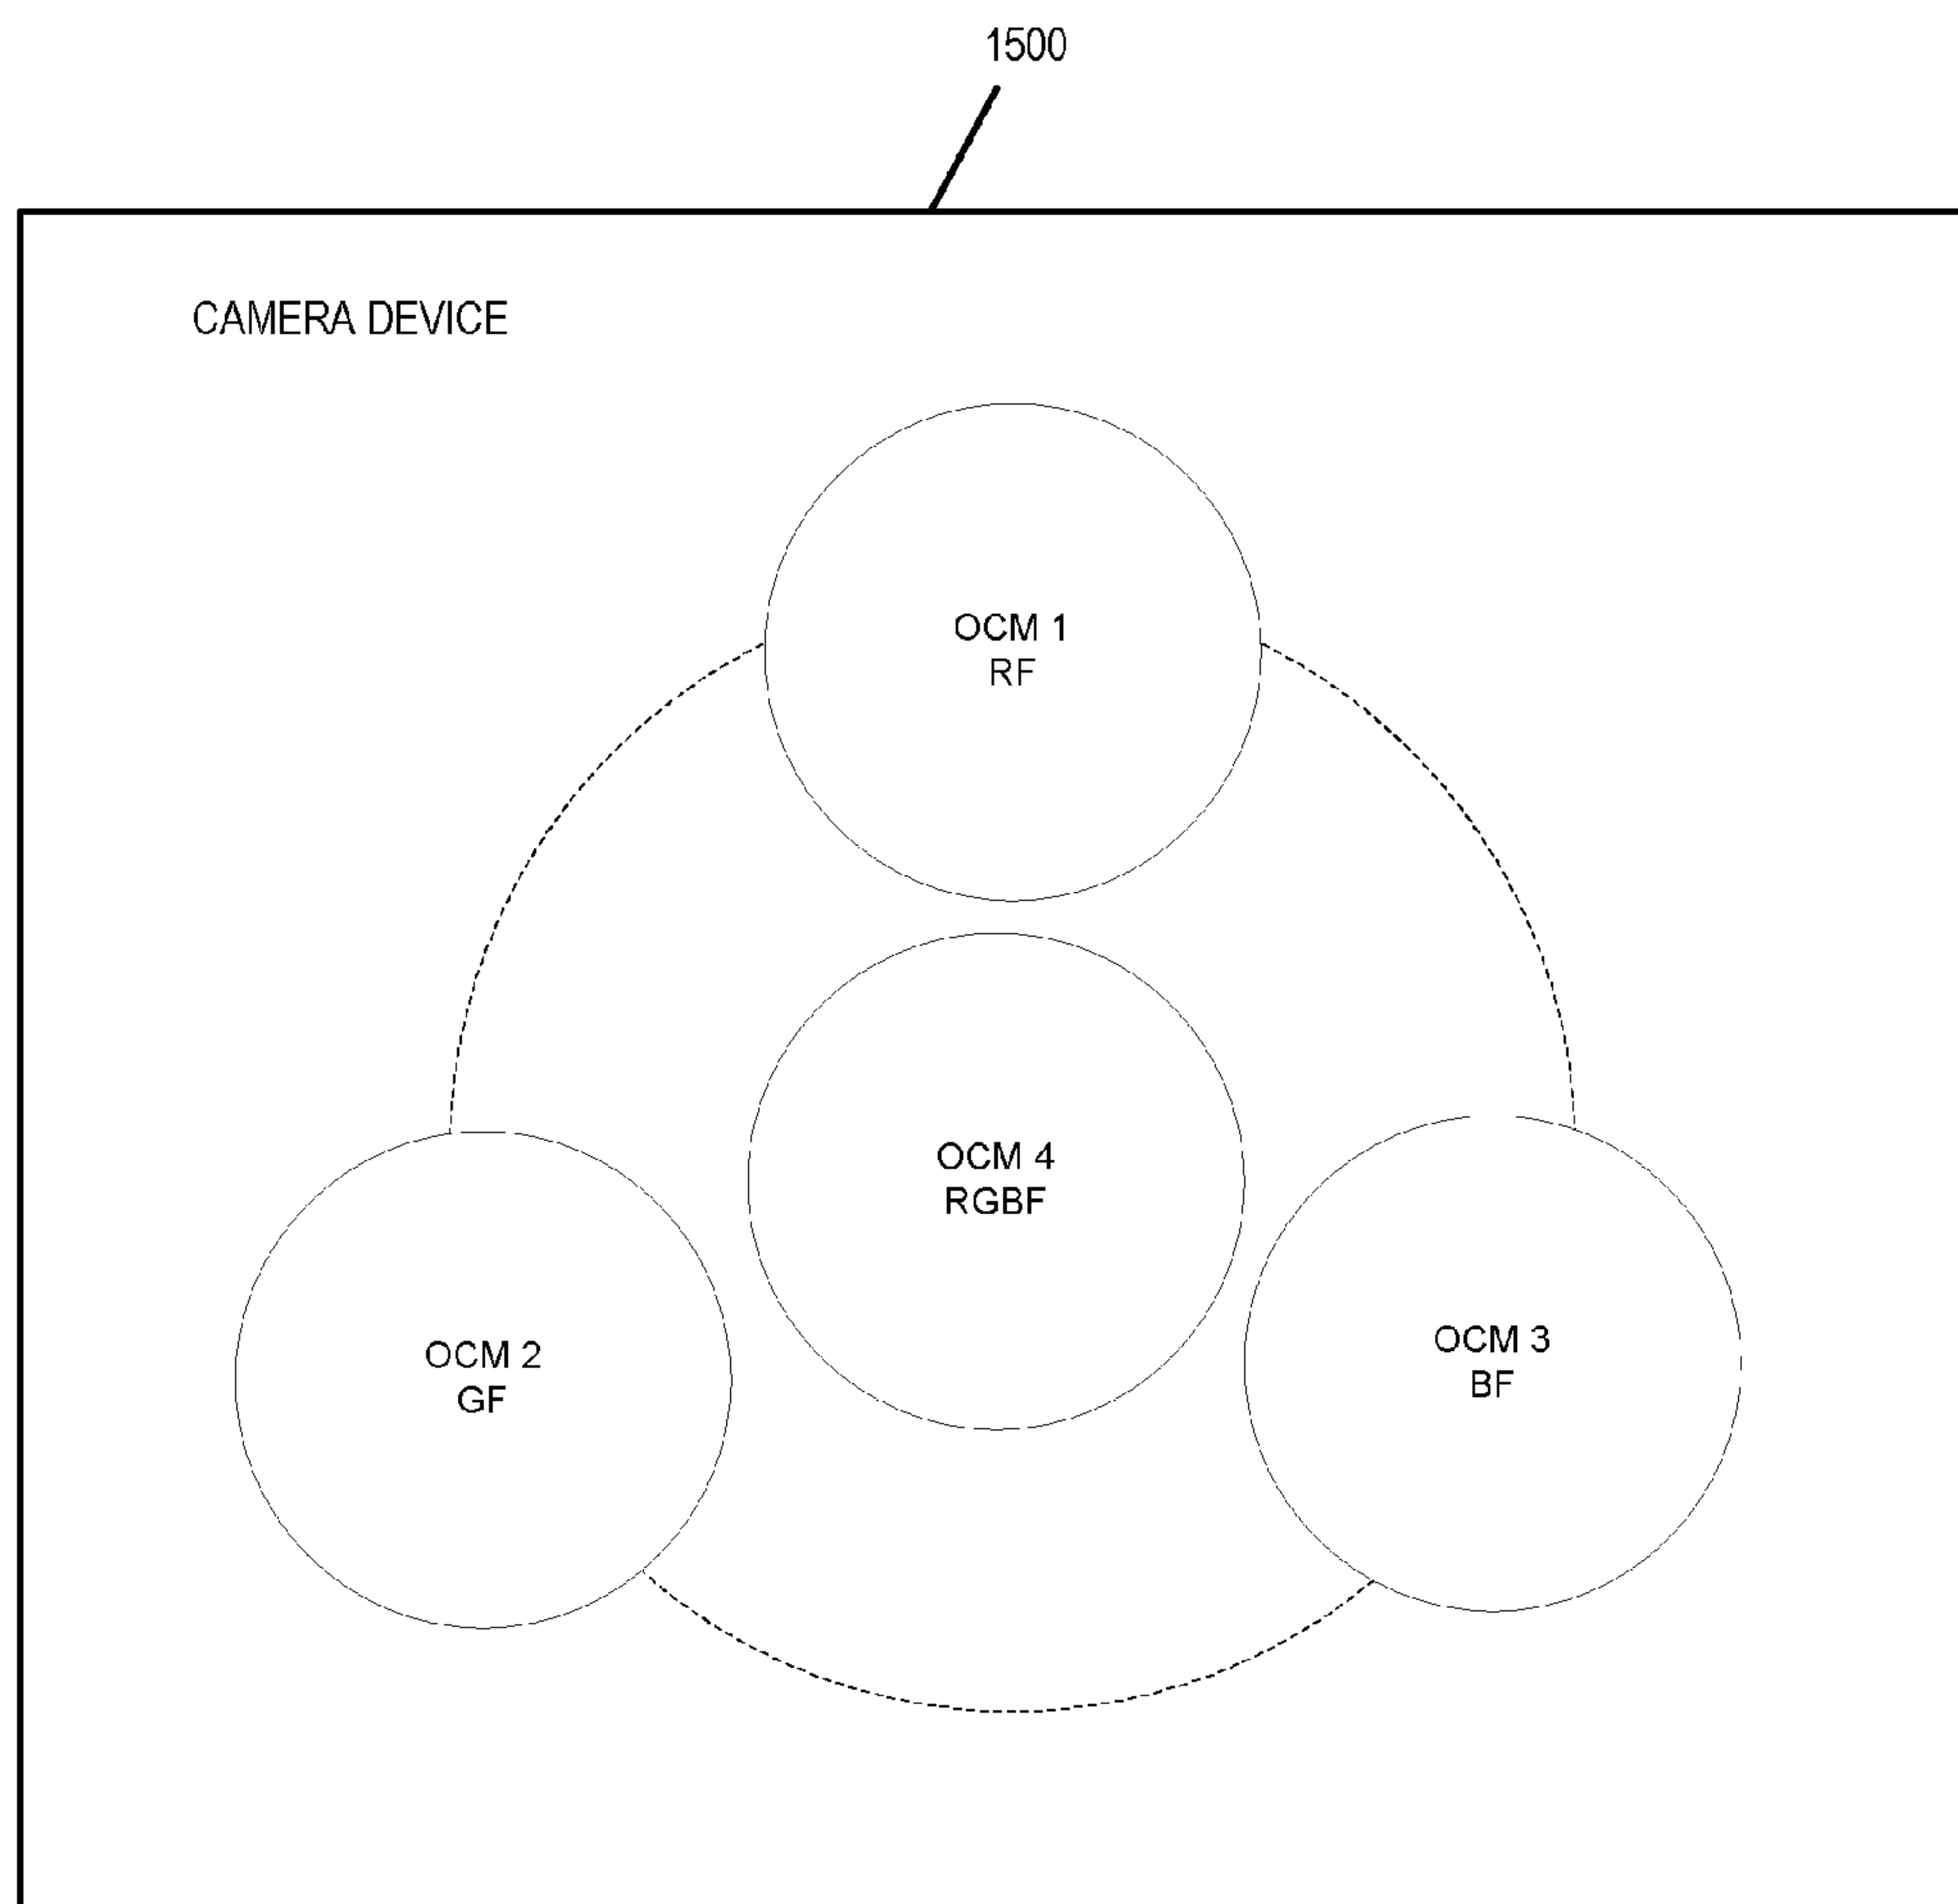 1500
CAMERA DEVICE
OCM 1
RF
OCM 4
RGBF
OCM 2
GF
OCM 3
BF